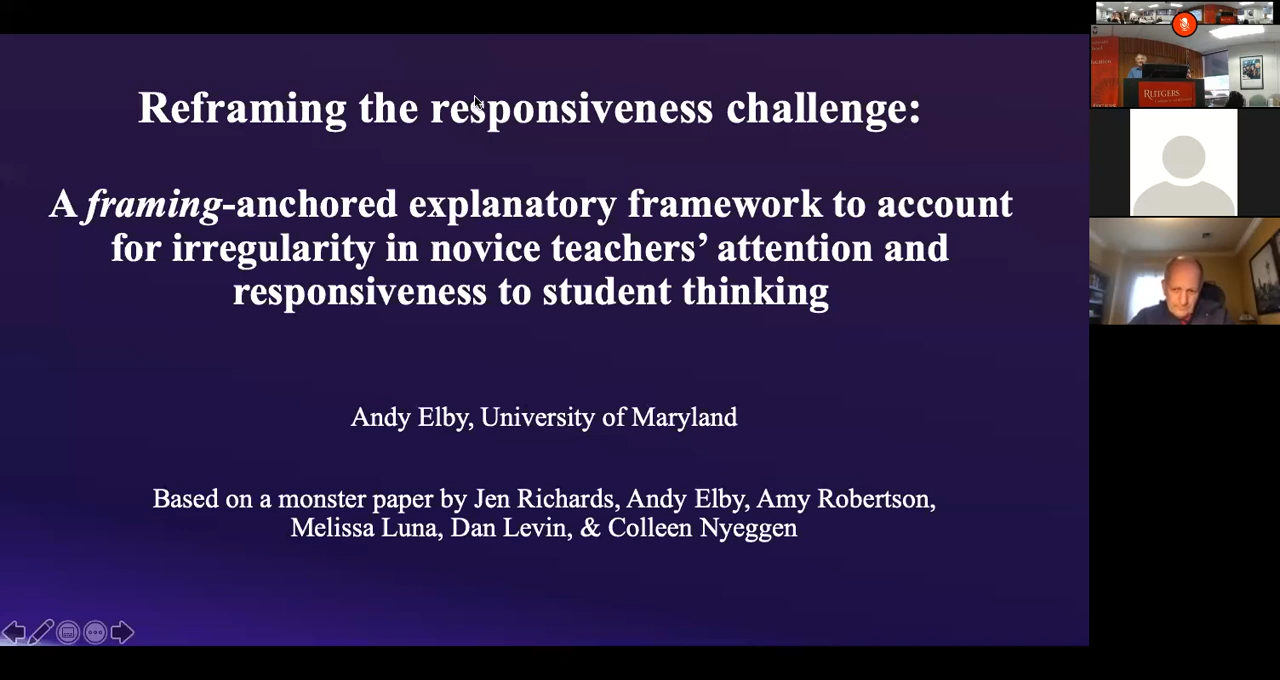 Reframing the responsiveness challenge:
A framing-anchored explanatory framework to account
for irregularity in novice teachers’ attention and
responsiveness to student thinking
Andy Elby, University of Maryland
Based on a monster paper by Jen Richards, Andy Elby, Amy Robertson,
Melissa Luna, Dan Levin, & Colleen Nyeggen
RUTGERS